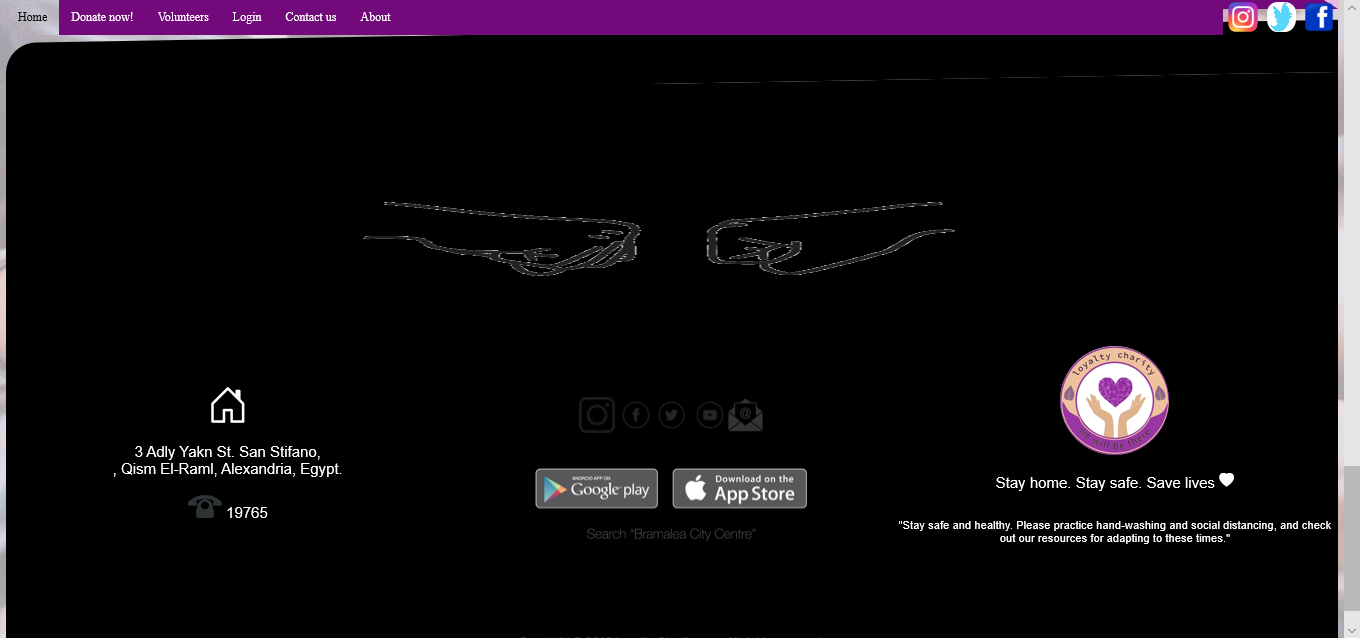 Home Donate now! Volunteers Login Contact us About
loyalty charity
we will be there
3 Adly Yakn St. San Stifano,
, Qism El-Raml, Alexandria, Egypt.
19765
ANDROID APP ON
Google play
Download on the
App Store
Search "Bramalea City Centre"
Stay home. Stay safe. Save lives
"Stay safe and healthy. Please practice hand-washing and social distancing, and check
out our resources for adapting to these times."